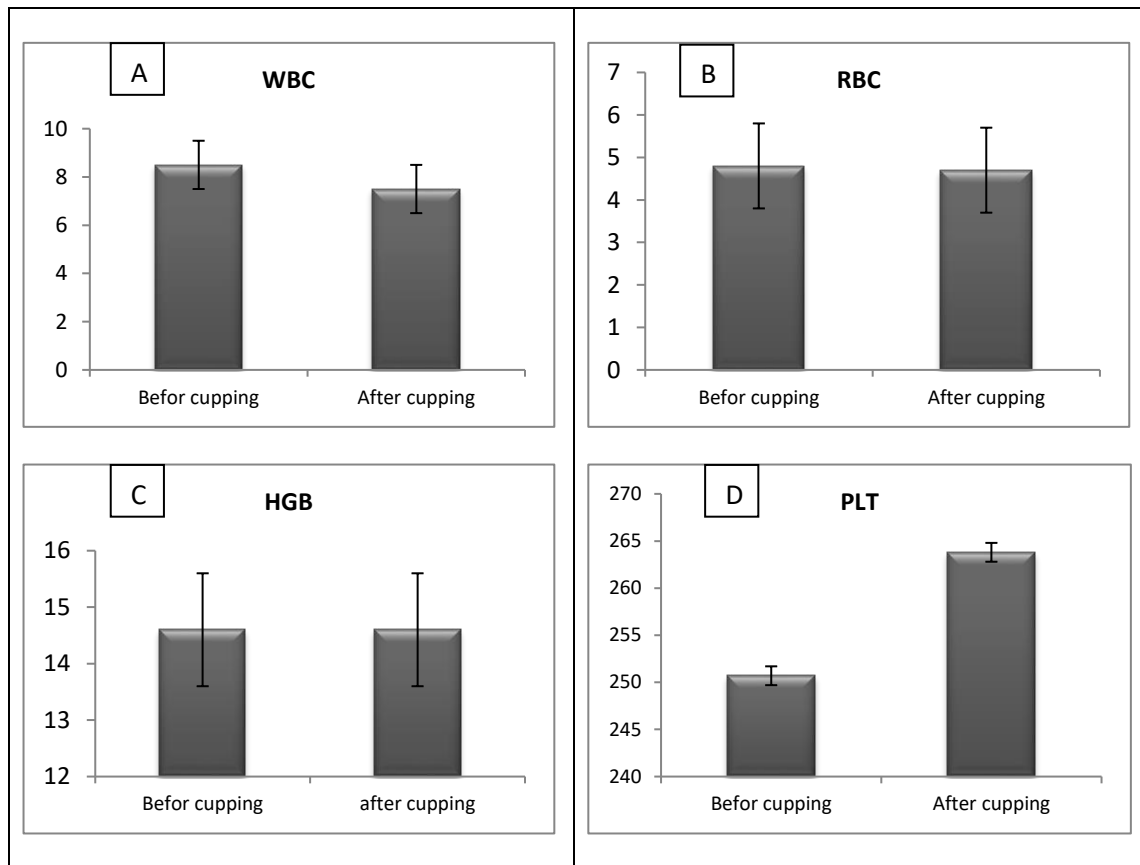 A
WBC
10
8
6
4
2
0
Befor cupping
After cupping
B
RBC
7
6
5
4
3
2
1
0
Befor cupping
After cupping
C
HGB
16
15
14
13
12
Befor cupping
after cupping
D
PLT
270
265
260
255
250
245
240
Befor cupping
After cupping